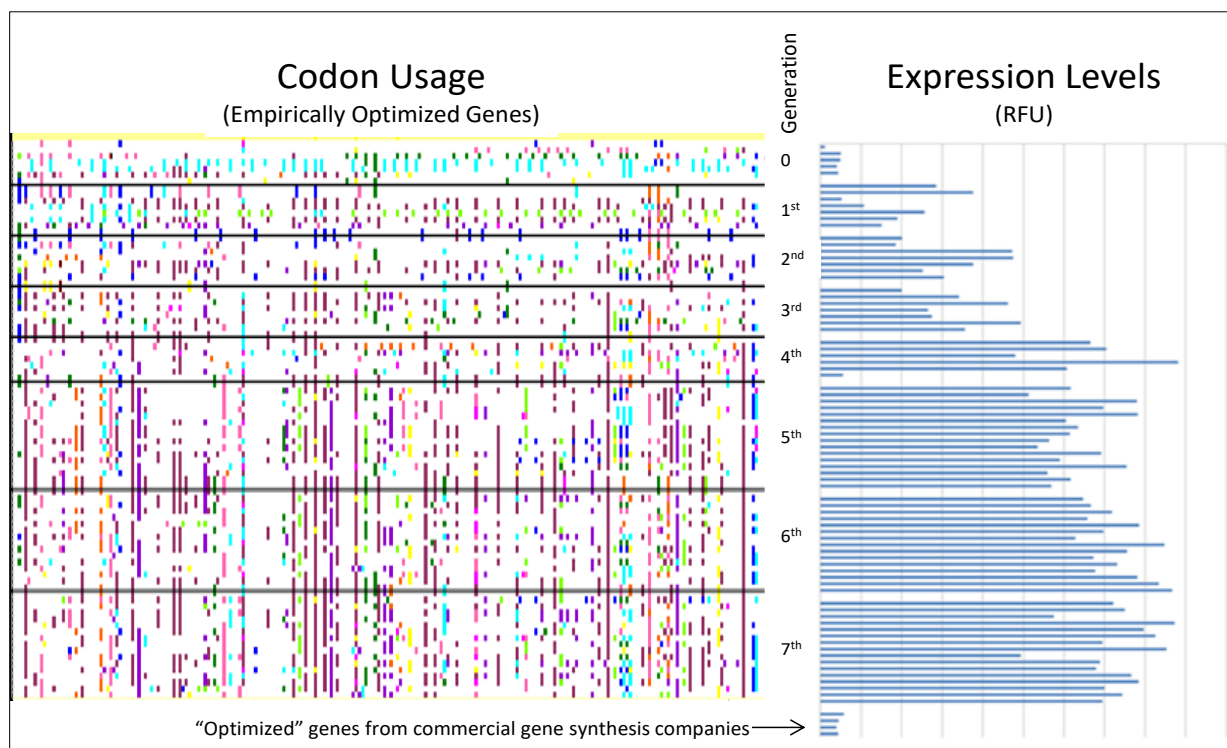 Codon Usage
(Empirically Optimized Genes)
Generation
Expression Levels
(RFU)
0
1st
2nd
3rd
4th
5th
6th
7th
“Optimized” genes from commercial gene synthesis companies